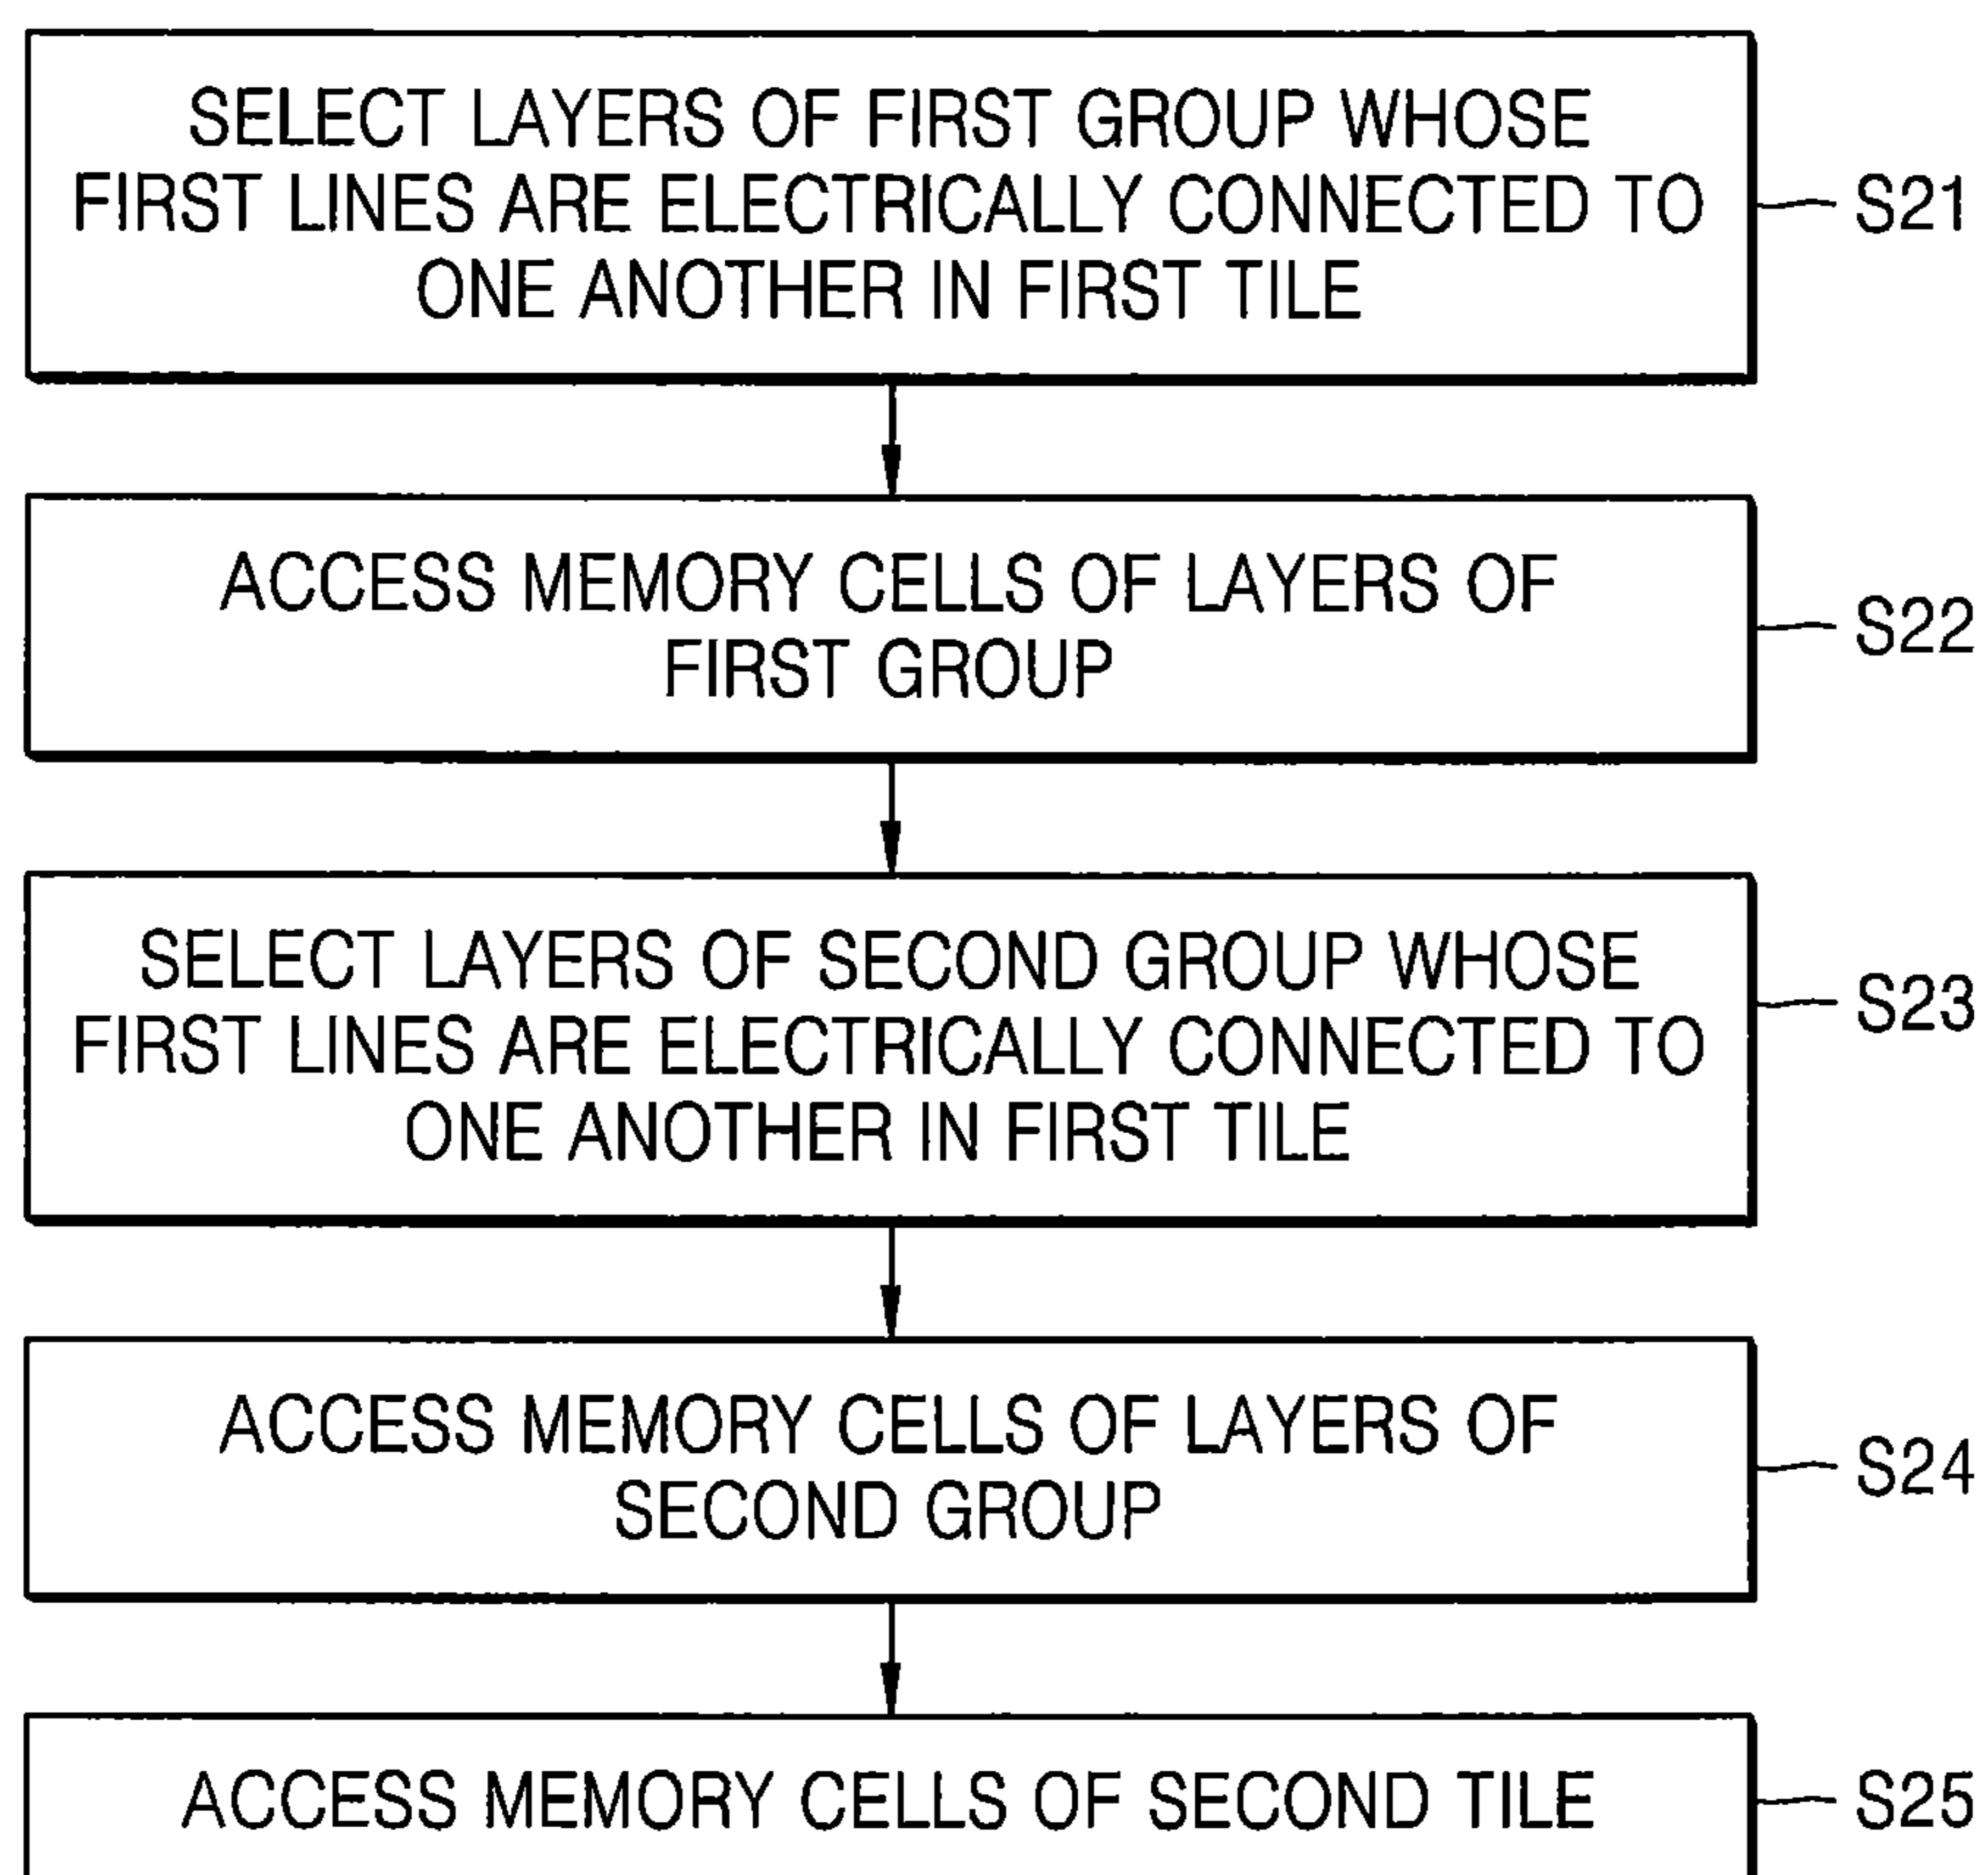 SELECT LAYERS OF FIRST GROUP WHOSE
FIRST LINES ARE ELECTRICALLY CONNECTED TO
ONE ANOTHER IN FIRST TILE
S21
ACCESS MEMORY CELLS OF LAYERS OF
FIRST GROUP
S22
SELECT LAYERS OF SECOND GROUP WHOSE
FIRST LINES ARE ELECTRICALLY CONNECTED TO
ONE ANOTHER IN FIRST TILE
S23
ACCESS MEMORY CELLS OF LAYERS OF
SECOND GROUP
S24
ACCESS MEMORY CELLS OF SECOND TILE
S25